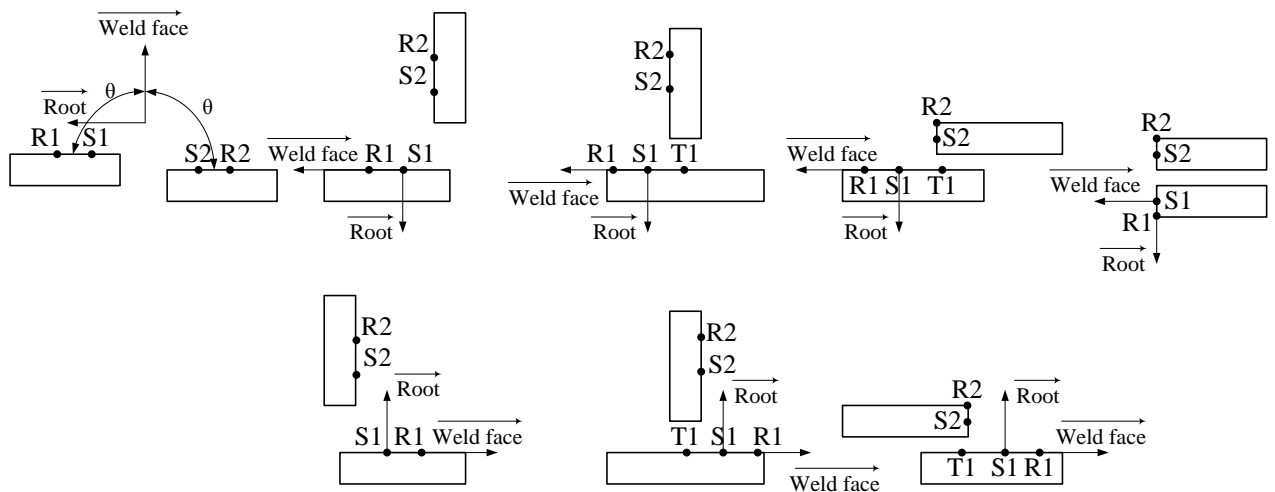 Weld face
θ
θ
Root
R1 S1
S2 R2
R2
S2
Weld face
R1 S1
Root
R2
S2
R1 S1 T1
Weld face
Root
R2
S2
Weld face
R1 S1 T1
Root
R2
S2
Weld face
S1
R1
Root
R2
S2
Root
S1 R1
Weld face
R2
S2
Root
T1 S1 R1
Weld face
R2
S2
Root
Weld face
T1 S1 R1